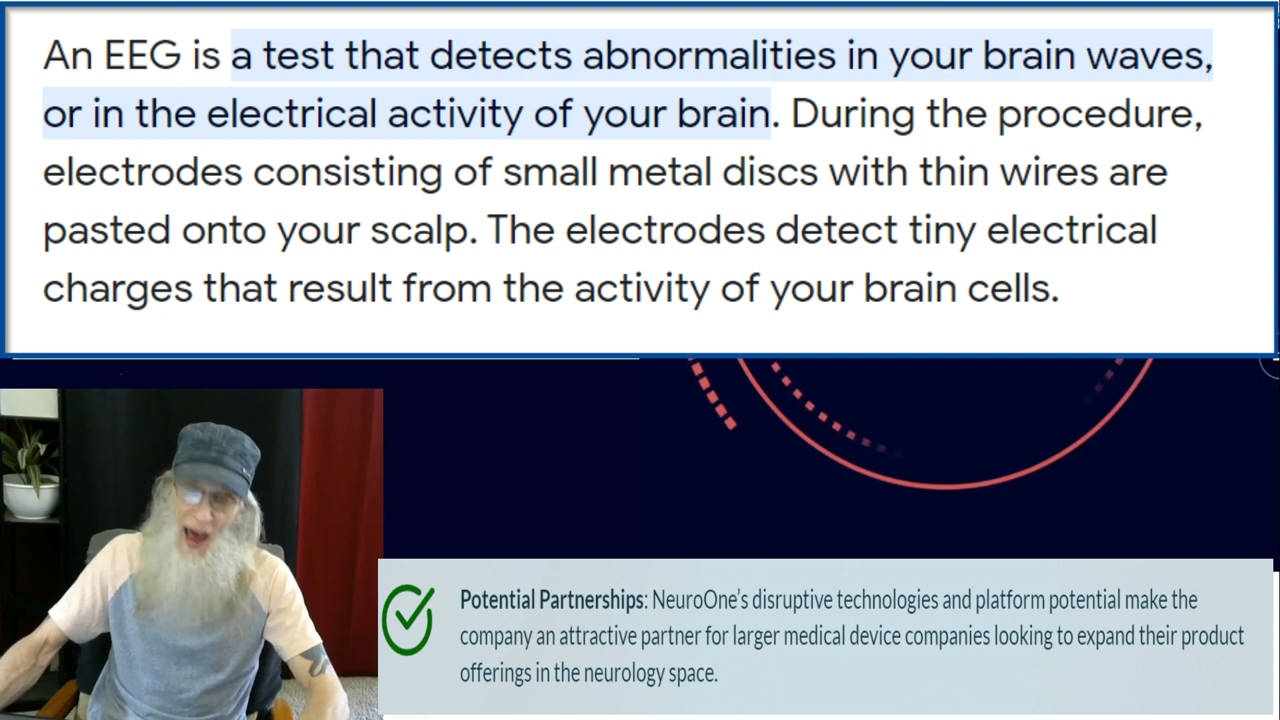 An EEG is a test that detects abnormalities in your brain waves,
or in the electrical activity of your brain. During the procedure,
electrodes consisting of small metal discs with thin wires are
pasted onto your scalp. The electrodes detect tiny electrical
charges that result from the activity of your brain cells.
Potential Partnerships: NeuroOne’s disruptive technologies and platform potential make the
company an attractive partner for larger medical device companies looking to expand their product
offerings in the neurology space.